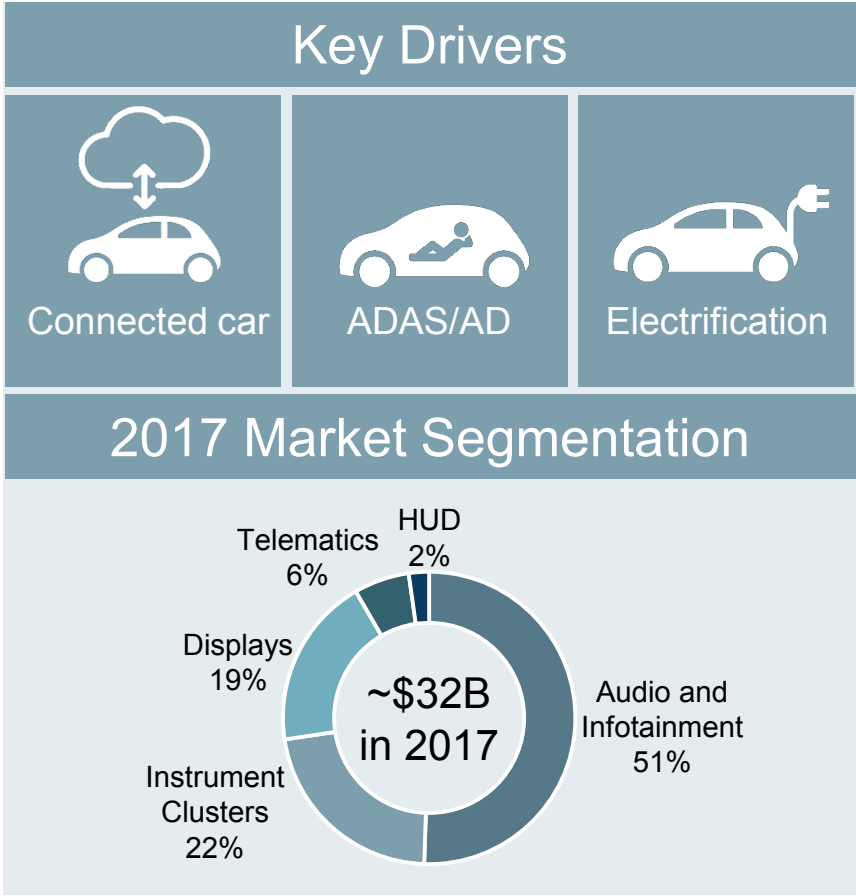 Key Drivers
Connected car
ADAS/AD
Electrification
2017 Market Segmentation
HUD
2%
Telematics
6%
Displays
19%
~$32B
in 2017
Audio and
Infotainment
51%
Instrument
Clusters
22%